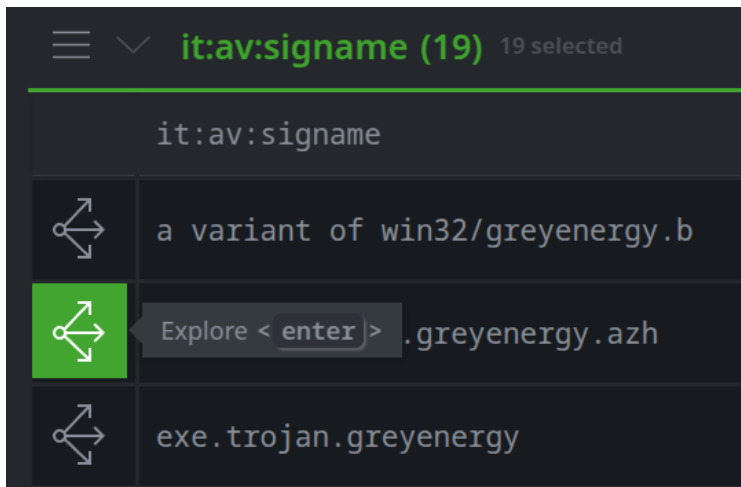 it:av:signame (19) 19 selected
it:av:signame
a variant of win32/greyenergy.b
Explore <enter> .greyenergy.azh
exe.trojan.greyenergy